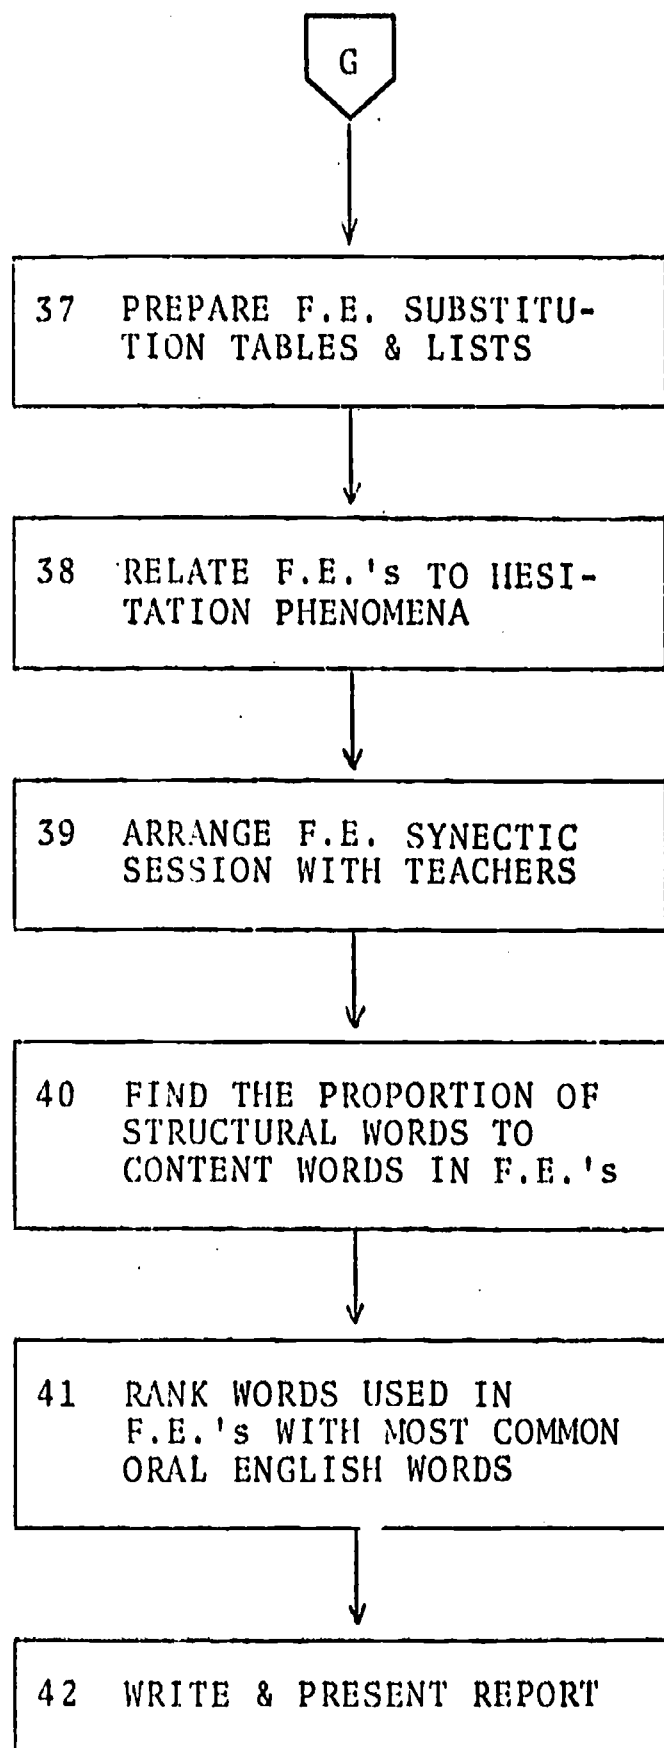 G
37 PREPARE F.E. SUBSTITU-
TION TABLES & LISTS
38 RELATE F.E.'s TO HESI-
TATION PHENOMENA
39 ARRANGE F.E. SYNECTIC
SESSION WITH TEACHERS
40 FIND THE PROPORTION OF
STRUCTURAL WORDS TO
CONTENT WORDS IN F.E.'s
41 RANK WORDS USED IN
F.E.'s WITH MOST COMMON
ORAL ENGLISH WORDS
42 WRITE & PRESENT REPORT